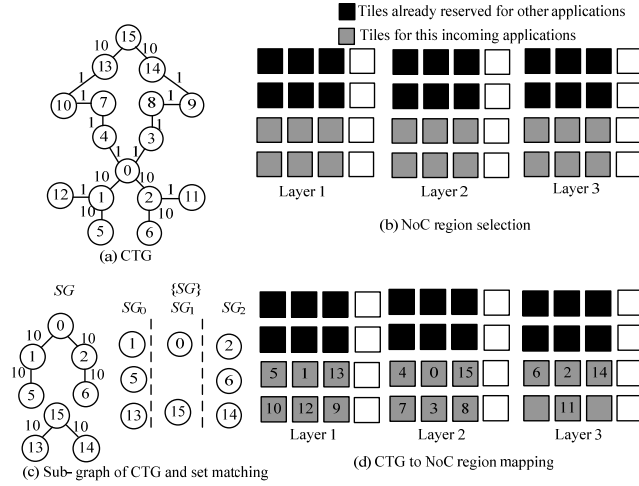 Tiles already reserved for other applications
Tiles for this incoming applications
15
10 10
13 14
1 1
10 7 8 9
1 1
1 1
4 3
1 1
0
10 10
12 1 1 2 1 11
10 10
5 6
(a) CTG
Layer 1 Layer 2 Layer 3
(b) NoC region selection
SG
0
10 10
1 2
10 10
5 6
15
10 10
13 14
{SG}
SG0 SG1 SG2
1 0 2
5 6
13 15 14
(c) Sub- graph of CTG and set matching
5 1 13 4 0 15 6 2 14
10 12 9 7 3 8 11
Layer 1 Layer 2 Layer 3
(d) CTG to NoC region mapping